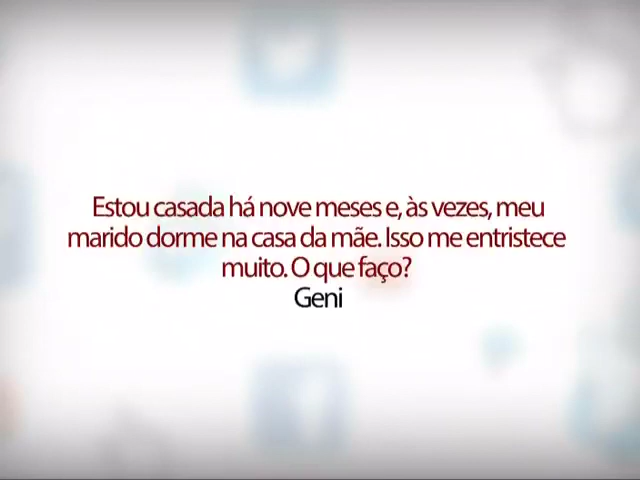 Estou casada há nove meses e, às vezes, meu
marido dorme na casa da mãe. Isso me entristece
muito. O que faço?
Geni